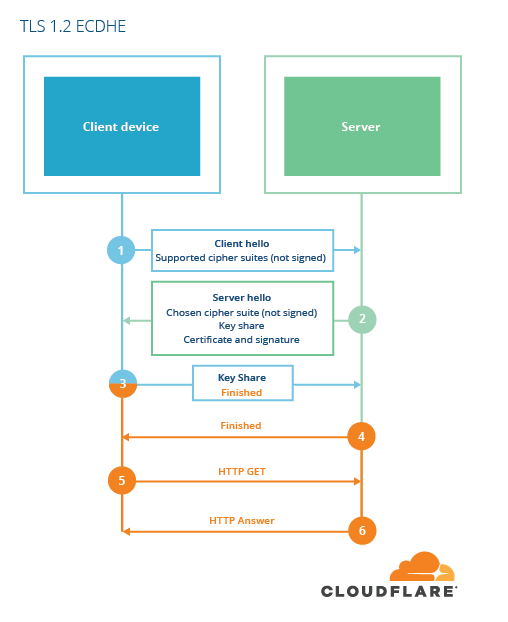 TLS 1.2 ECDHE
Client device
Server
1
Client hello
Supported cipher suites (not signed)
Server hello
Chosen cipher suite (not signed)
Key share
Certificate and signature
2
3
Key Share
Finished
Finished
4
5
HTTP GET
HTTP Answer
6
CLOUDFLARE